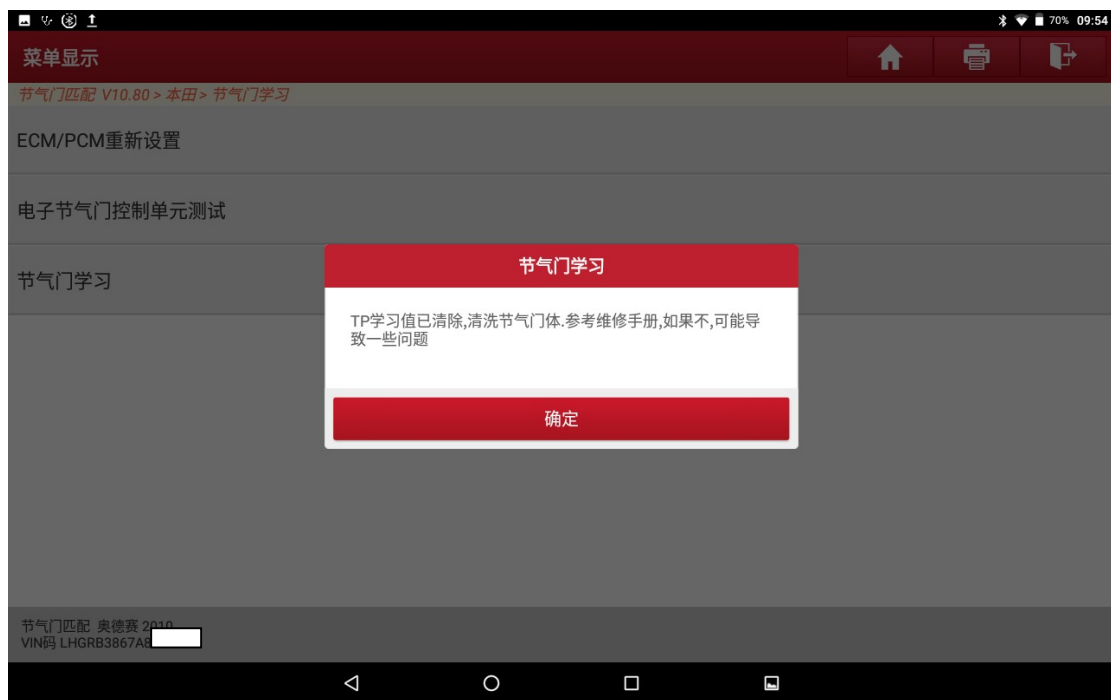 70% 09:54
菜单显示
节气门匹配 V10.80 > 本田 > 节气门学习
ECM/PCM重新设置
电子节气门控制单元测试
节气门学习
节气门学习
TP学习值已清除,清洗节气门体.参考维修手册,如果不,可能导
致一些问题
确定
节气门匹配 奥德赛 2010
VIN码 LHGRB3867A8